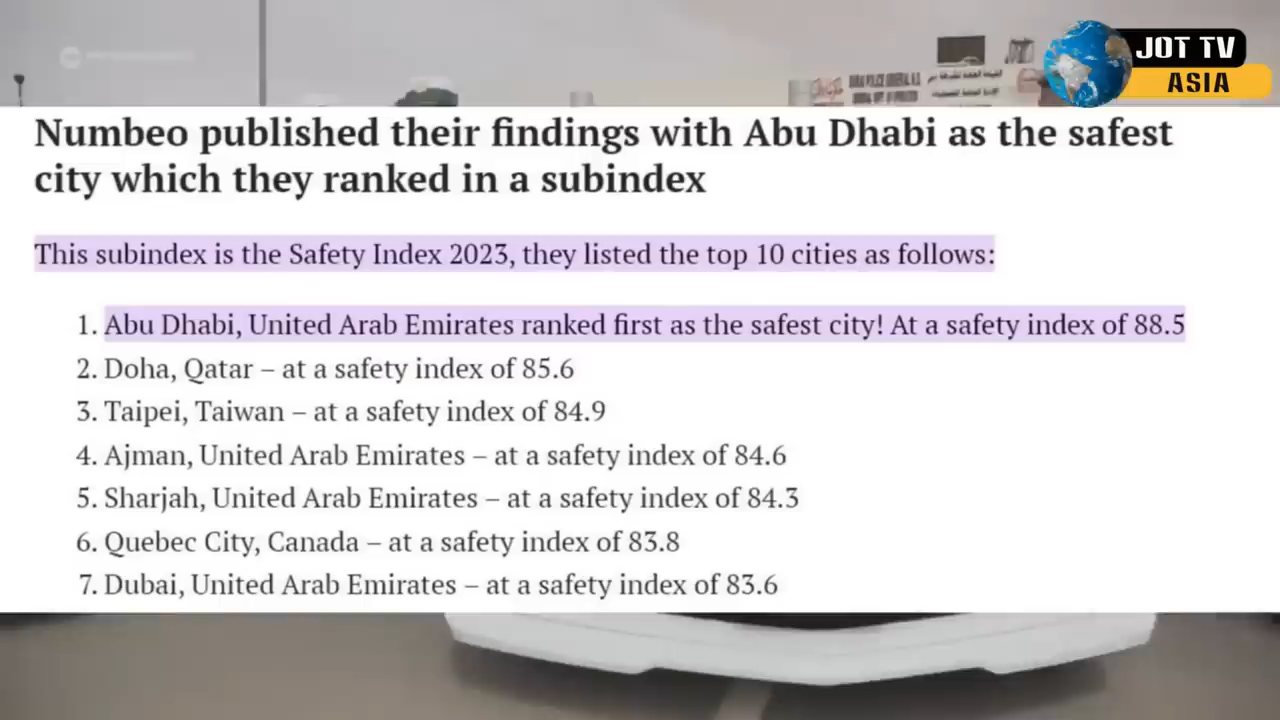 JOT TV
ASIA
Numbeo published their findings with Abu Dhabi as the safest
city which they ranked in a subindex
This subindex is the Safety Index 2023, they listed the top 10 cities as follows:
1. Abu Dhabi, United Arab Emirates ranked first as the safest city! At a safety index of 88.5
2. Doha, Qatar – at a safety index of 85.6
3. Taipei, Taiwan – at a safety index of 84.9
4. Ajman, United Arab Emirates – at a safety index of 84.6
5. Sharjah, United Arab Emirates – at a safety index of 84.3
6. Quebec City, Canada – at a safety index of 83.8
7. Dubai, United Arab Emirates – at a safety index of 83.6